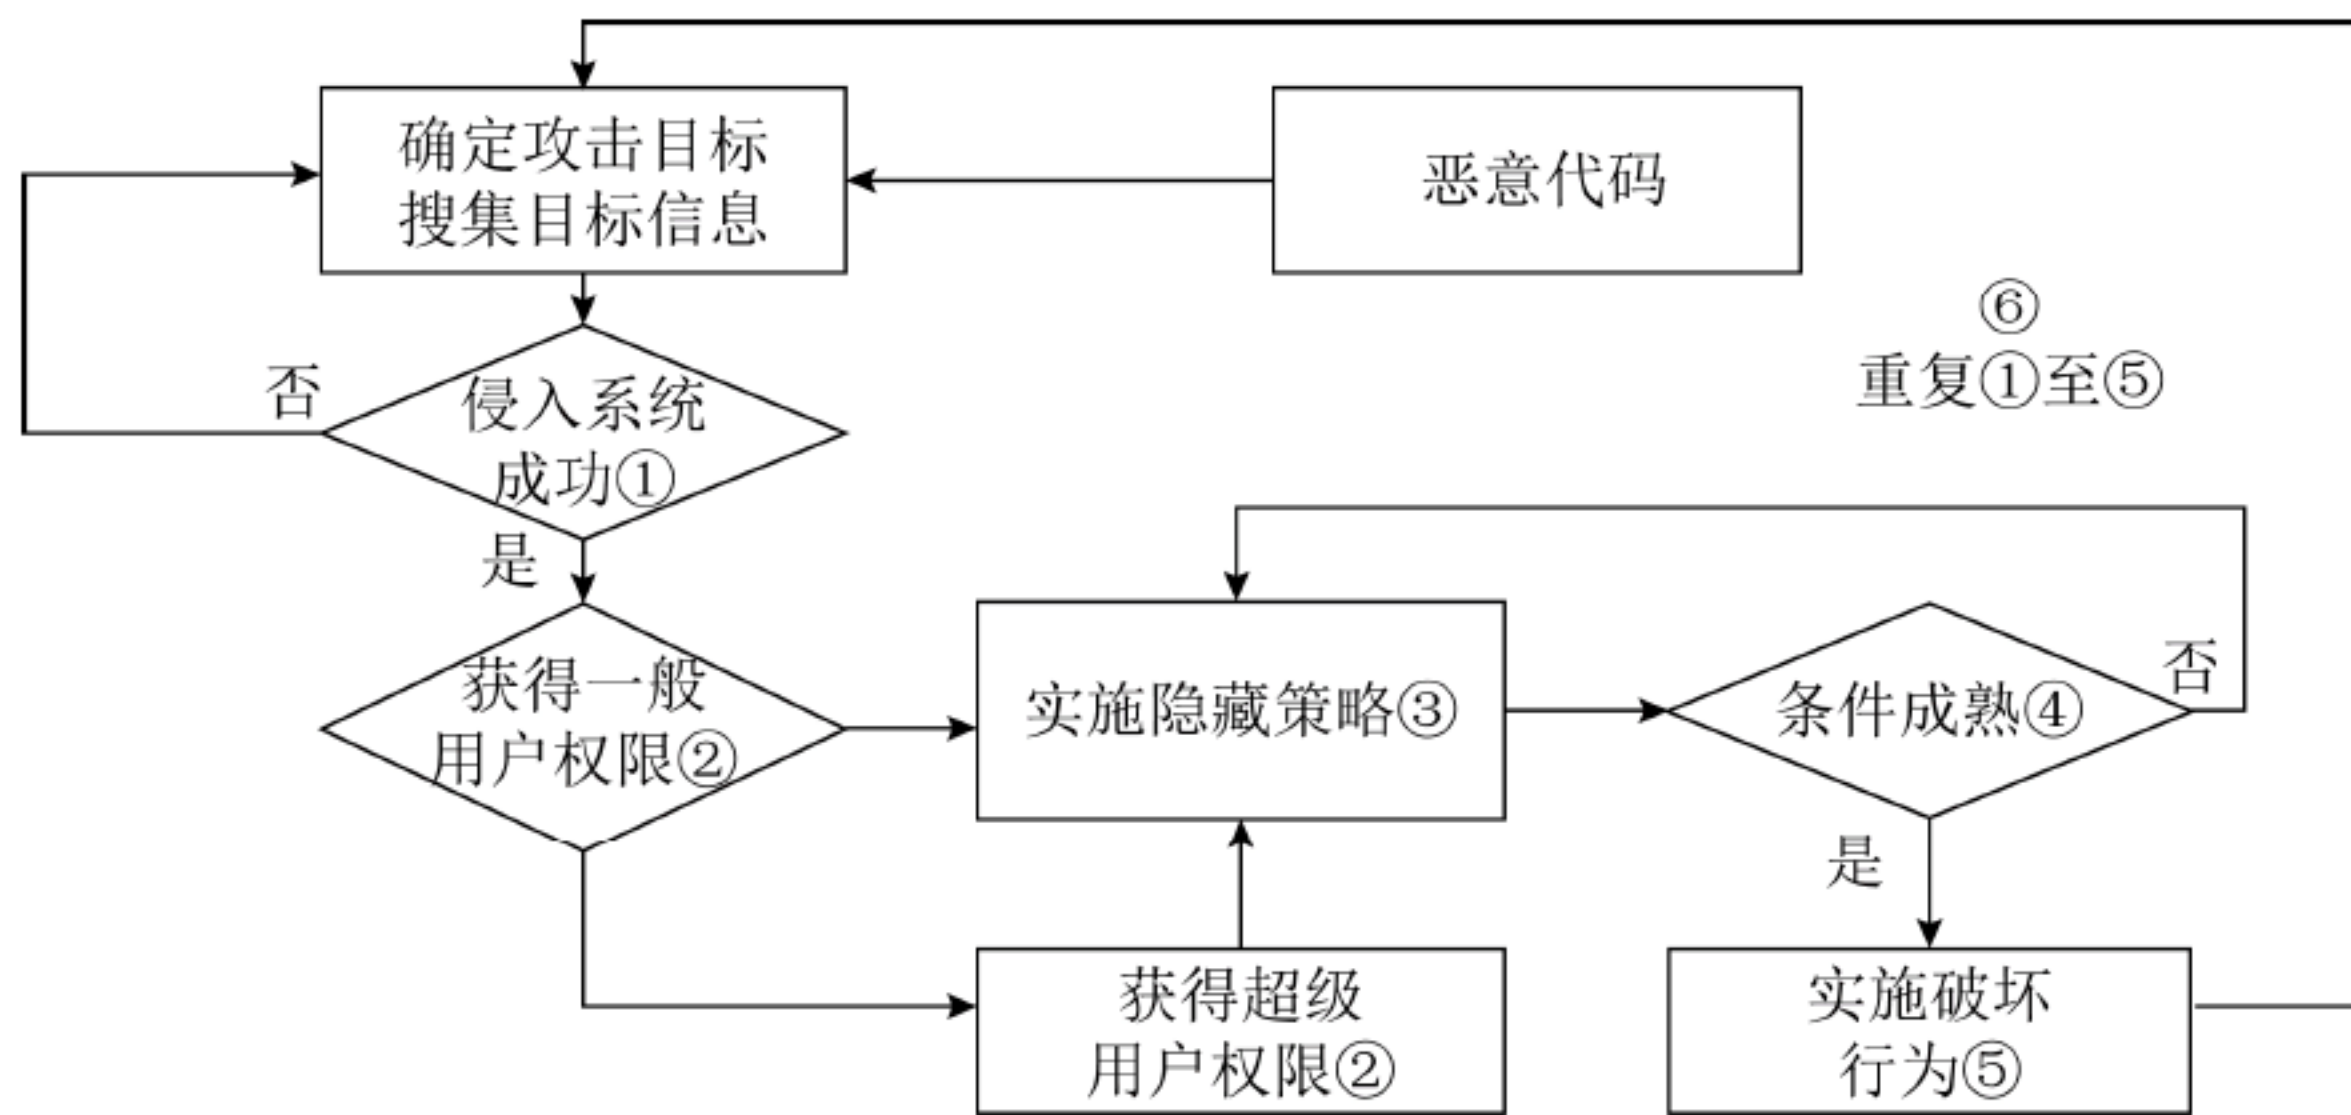 确定攻击目标
搜集目标信息
恶意代码
⑥
重复①至⑤
否
侵入系统
成功①
是
获得一般
用户权限②
实施隐藏策略③
条件成熟④
否
是
获得超级
用户权限②
实施破坏
行为⑤